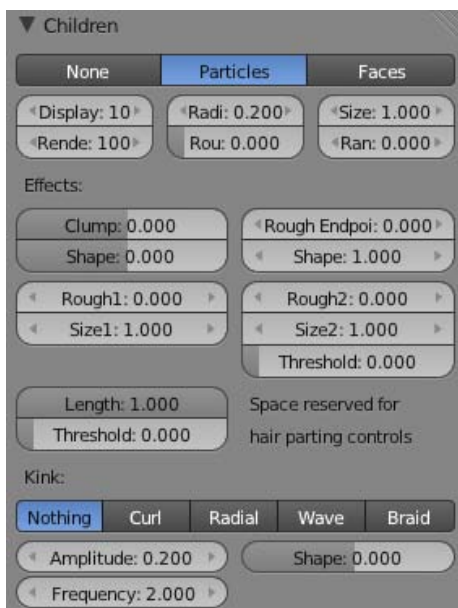 Children
None Particles Faces
Display: 10 Radi: 0.200 Size: 1.000
Rende: 100 Rou: 0.000 Ran: 0.000
Effects:
Clump: 0.000 Rough Endpoi: 0.000
Shape: 0.000 Shape: 1.000
Rough1: 0.000 Rough2: 0.000
Size1: 1.000 Size2: 1.000
Threshold: 0.000
Length: 1.000 Space reserved for
Threshold: 0.000 hair parting controls
Kink:
Nothing Curl Radial Wave Braid
Amplitude: 0.200 Shape: 0.000
Frequency: 2.000